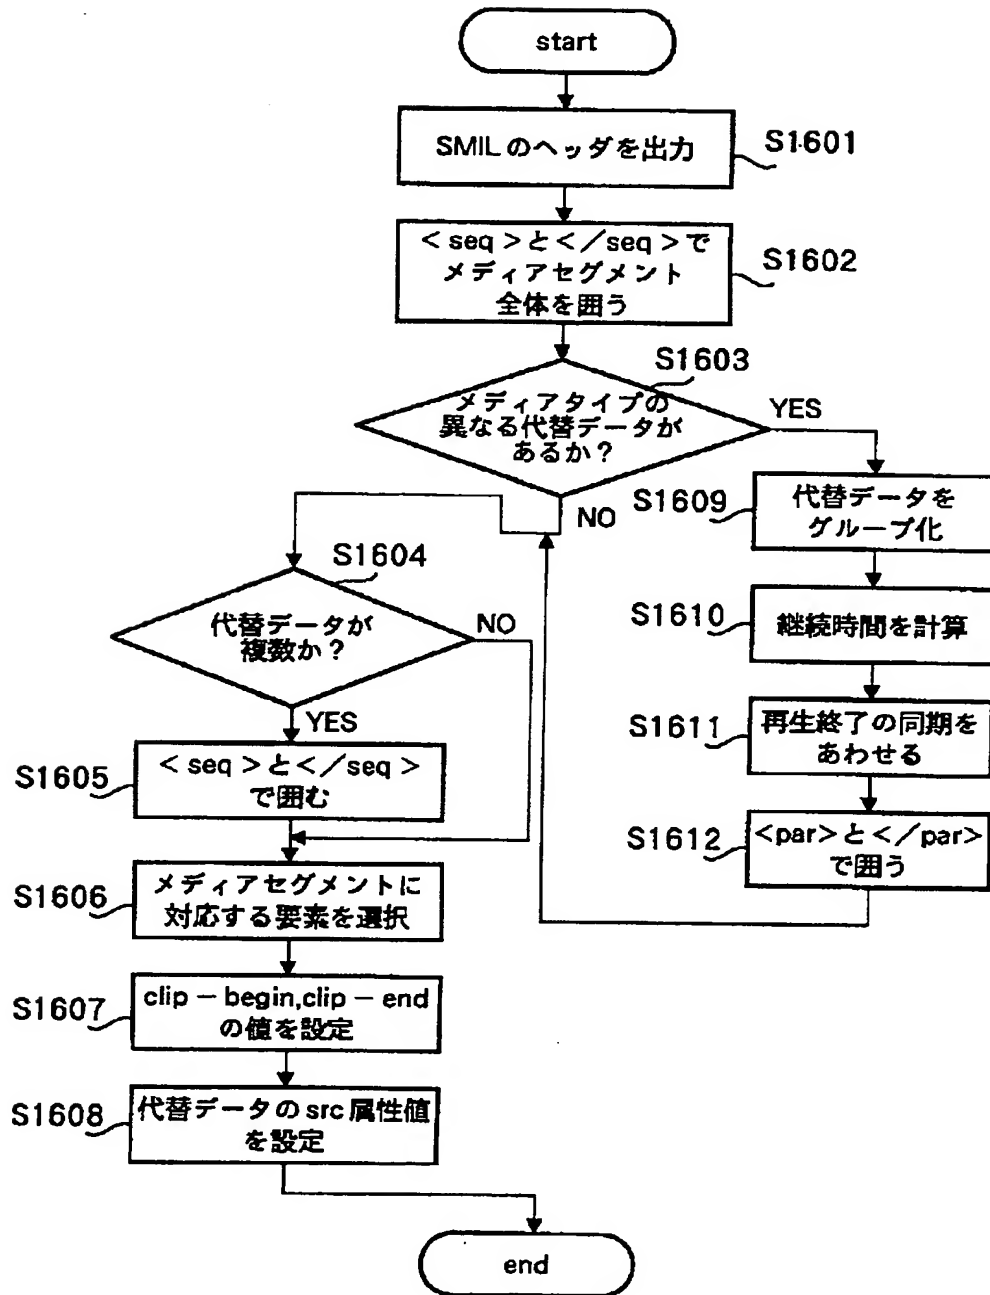 start
SMILのヘッダを出力
S1601
<seq>と</seq>で
メディアセグメント
全体を囲う
S1602
S1603
メディアタイプの
異なる代替データが
あるか？
YES
NO
S1609
代替データを
グループ化
S1604
代替データが
複数か？
NO
YES
S1610
継続時間を計算
S1611
再生終了の同期を
あわせる
S1605
<seq>と</seq>
で囲む
S1612
<par>と</par>
で囲う
S1606
メディアセグメントに
対応する要素を選択
S1607
clip－begin,clip－end
の値を設定
S1608
代替データのsrc属性値
を設定
end